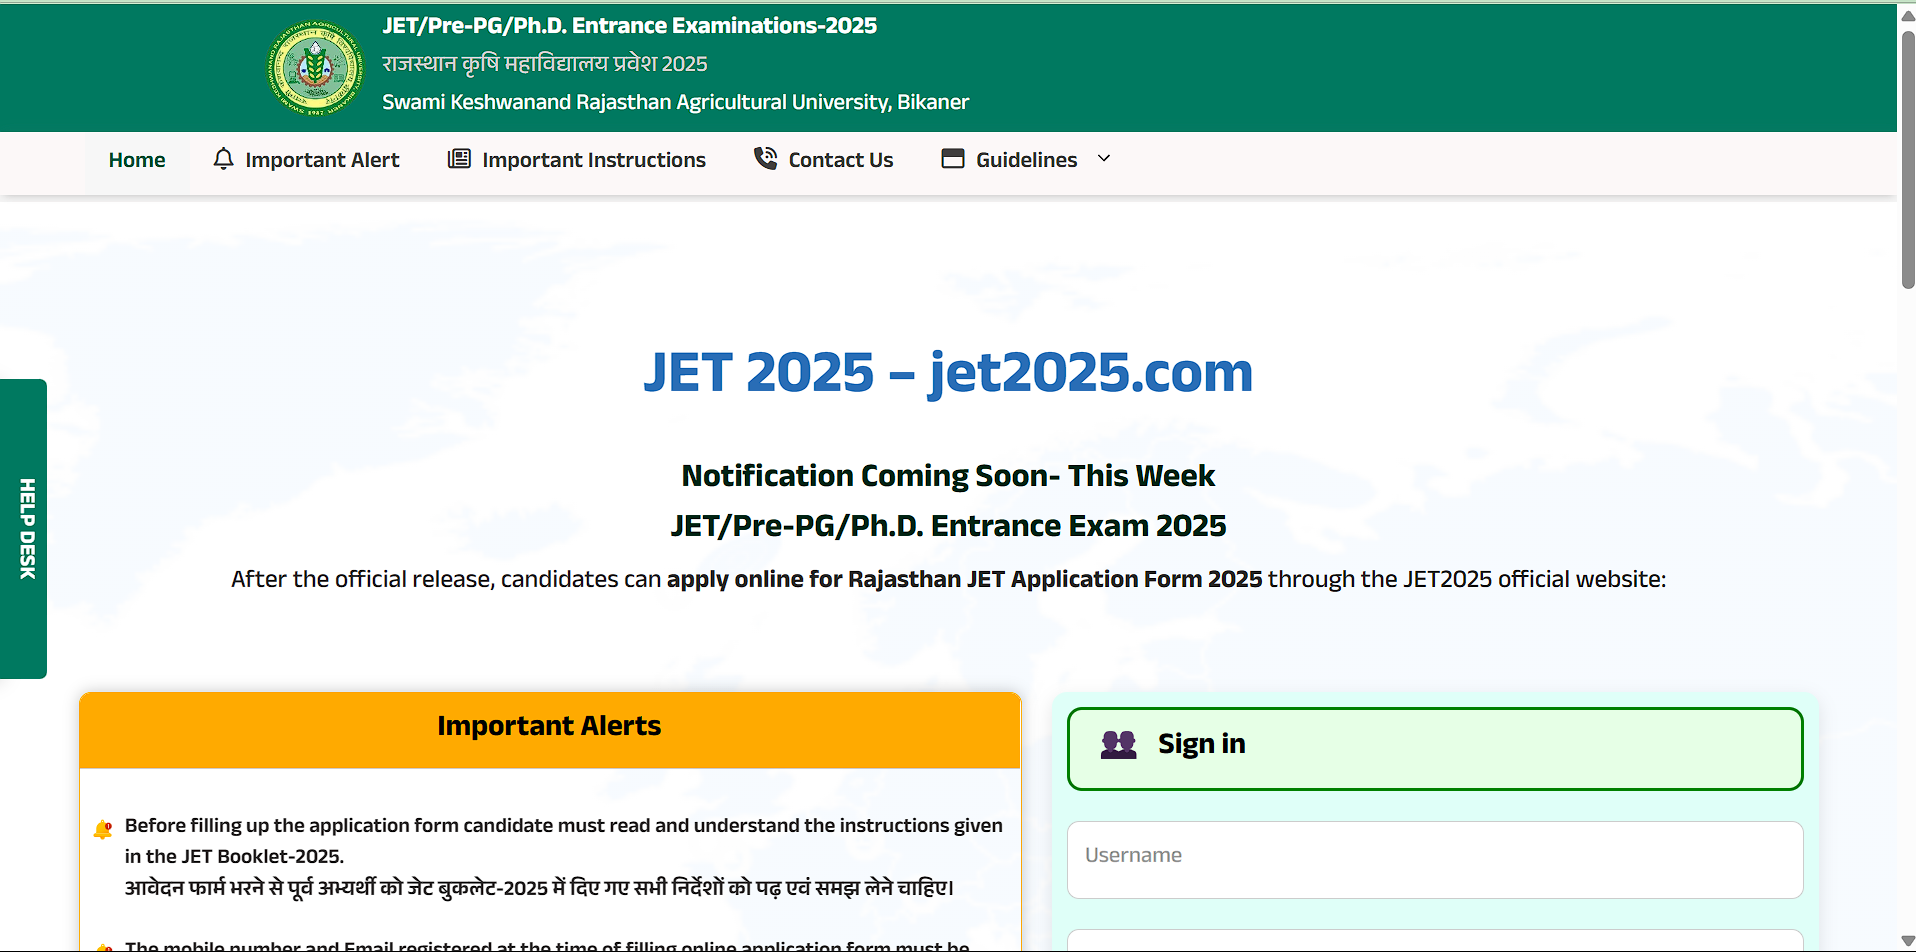 JET/Pre-PG/Ph.D. Entrance Examinations-2025
राजस्थान कृषि महाविद्यालय प्रवेश 2025
Swami Keshwanand Rajasthan Agricultural University, Bikaner
Home
Important Alert
Important Instructions
Contact Us
Guidelines
JET 2025 – jet2025.com
Notification Coming Soon- This Week
JET/Pre-PG/Ph.D. Entrance Exam 2025
After the official release, candidates can apply online for Rajasthan JET Application Form 2025 through the JET2025 official website:
HELP DESK
Important Alerts
Before filling up the application form candidate must read and understand the instructions given
in the JET Booklet-2025.
आवेदन फार्म भरने से पूर्व अभ्यर्थी को जेट बुकलेट-2025 में दिए गए सभी निर्देशों को पढ़ एवं समझ लेने चाहिए।
The mobile number and Email registered at the time of filling online application form must be
Sign in
Username